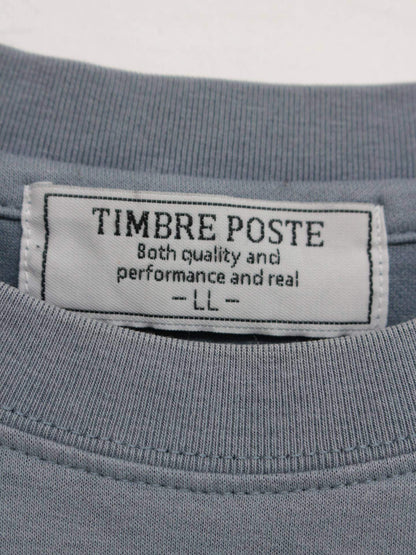 TIMBRE POSTE
Both quality and
performance and real
- LL -